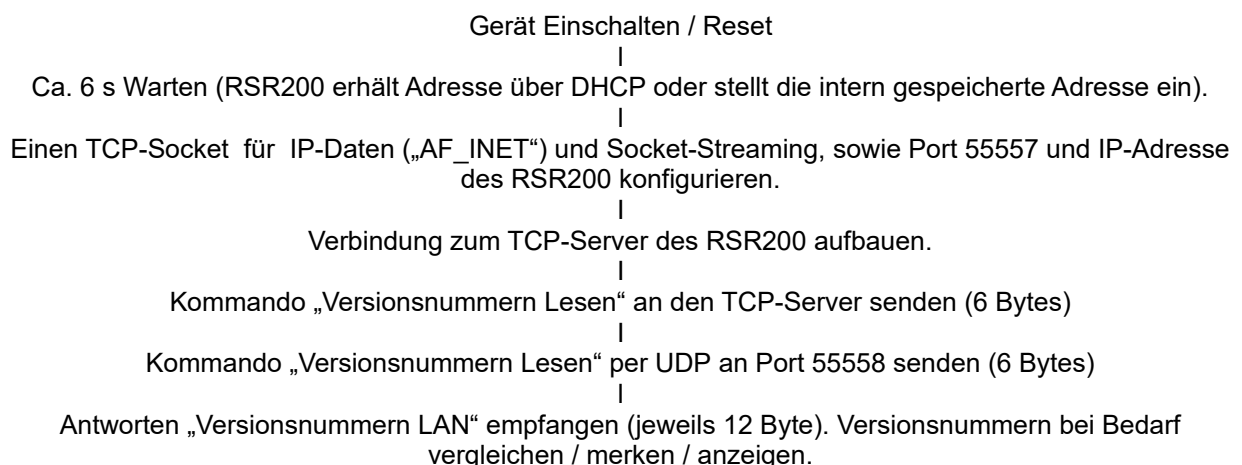 Gerät Einschalten / Reset
|
Ca. 6 s Warten (RSR200 erhält Adresse über DHCP oder stellt die intern gespeicherte Adresse ein).
|
Einen TCP-Socket für IP-Daten („AF_INET“) und Socket-Streaming, sowie Port 55557 und IP-Adresse
des RSR200 konfigurieren.
|
Verbindung zum TCP-Server des RSR200 aufbauen.
|
Kommando „Versionsnummern Lesen“ an den TCP-Server senden (6 Bytes)
|
Kommando „Versionsnummern Lesen“ per UDP an Port 55558 senden (6 Bytes)
|
Antworten „Versionsnummern LAN“ empfangen (jeweils 12 Byte). Versionsnummern bei Bedarf
vergleichen / merken / anzeigen.